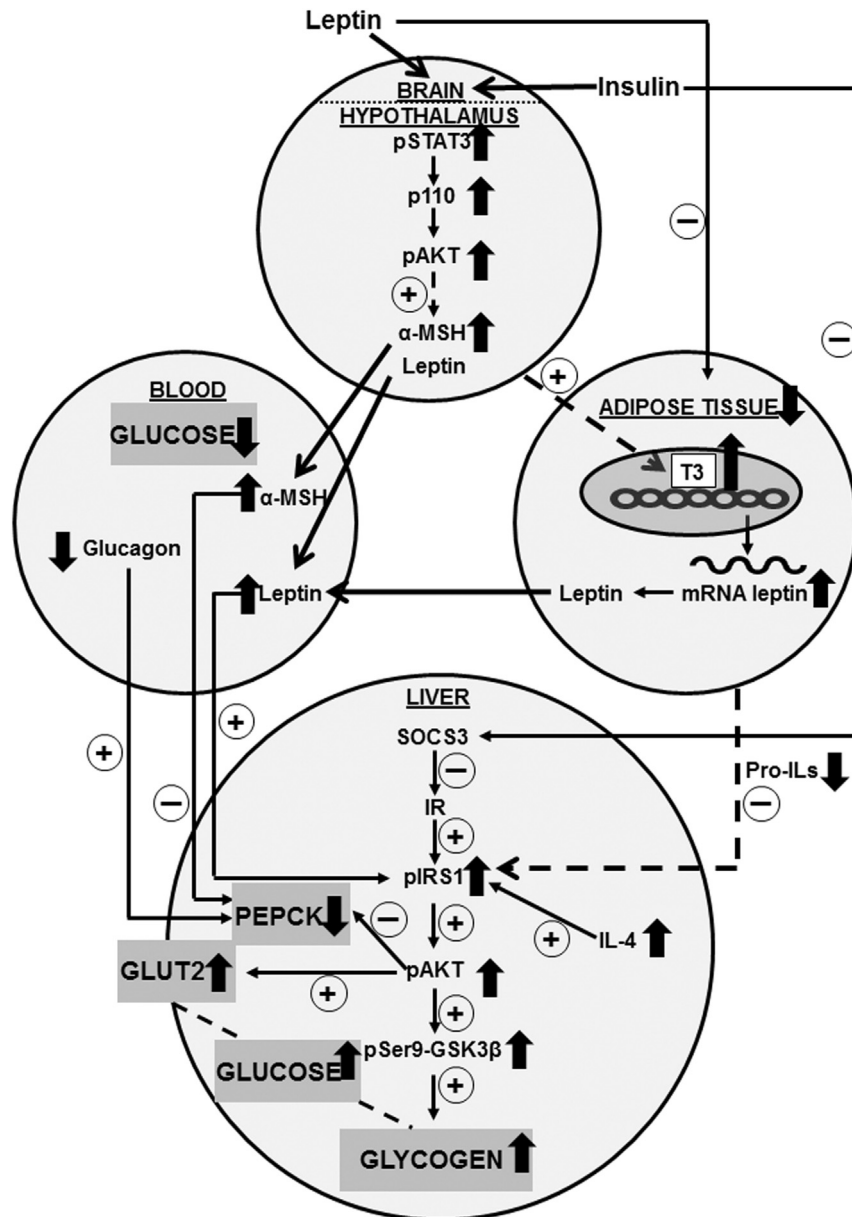 Leptin
BRAIN
Insulin
HYPOTHALAMUS
pSTAT3
p110
−
pAKT
+
α-MSH
−
Leptin
+
BLOOD
GLUCOSE
ADIPOSE TISSUE
T3
α-MSH
Glucagon
Leptin
Leptin
mRNA leptin
LIVER
+
+
SOCS3
−
Pro-ILs
−
−
IR
+
pIRS1
PEPCK
−
+
+
IL-4
GLUT2
+
pAKT
+
pSer9-GSK3β
GLUCOSE
+
GLYCOGEN